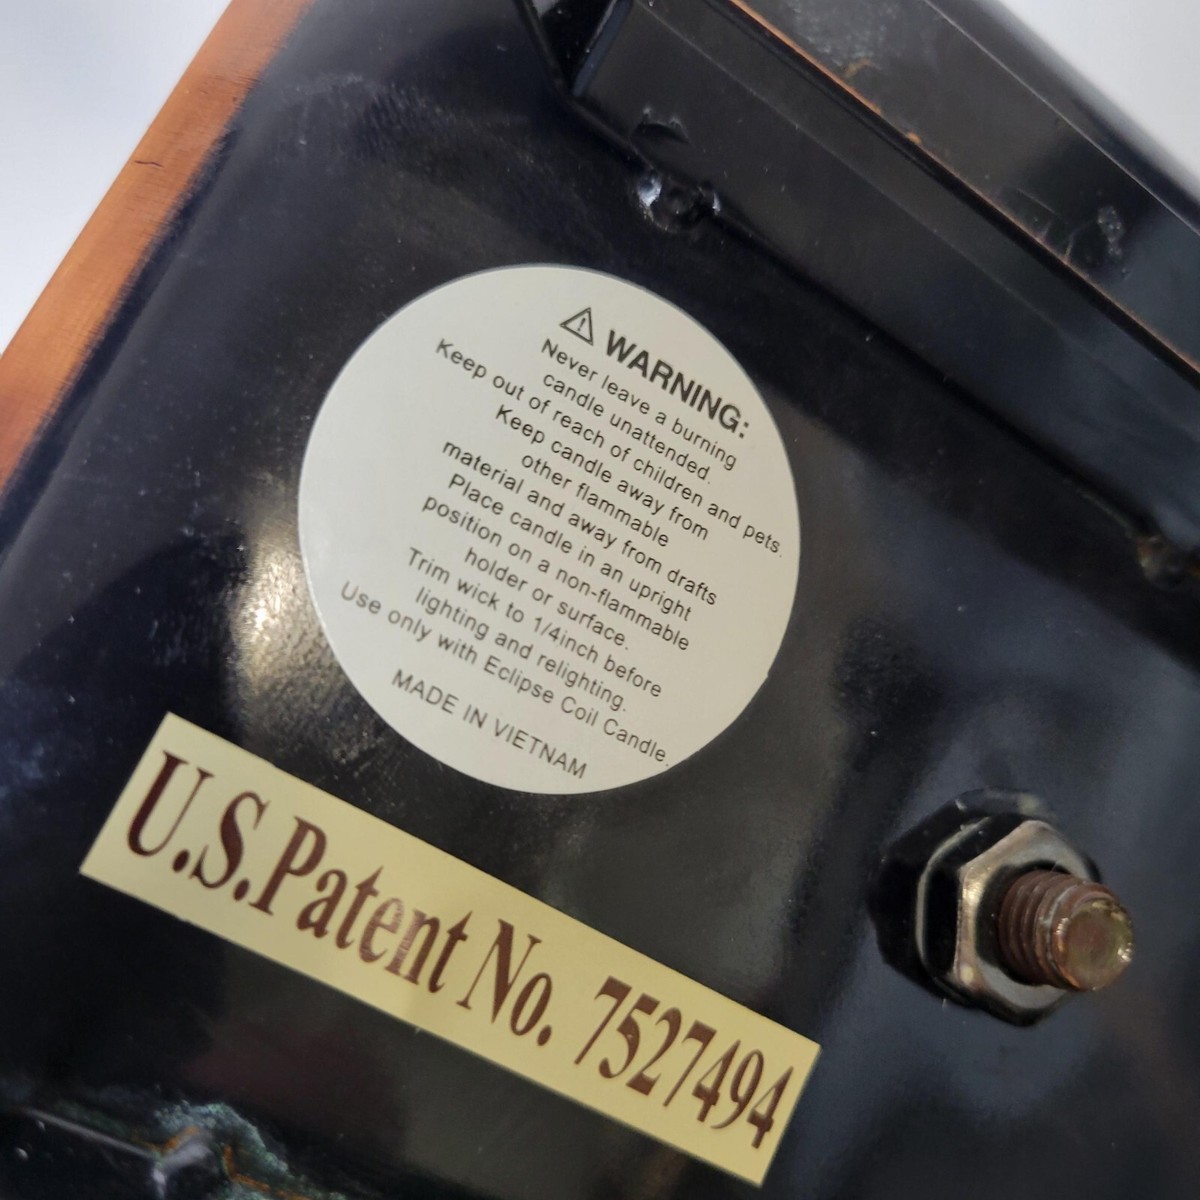 ⚠ WARNING:
Never leave a burning
candle unattended.
Keep out of reach of children and pets.
Keep candle away from
other flammable
material and away from drafts
Place candle in an upright
position on a non-flammable
holder or surface.
Trim wick to 1/4inch before
lighting and relighting.
Use only with Eclipse Coil Candle.
MADE IN VIETNAM
U.S.Patent No. 7527494